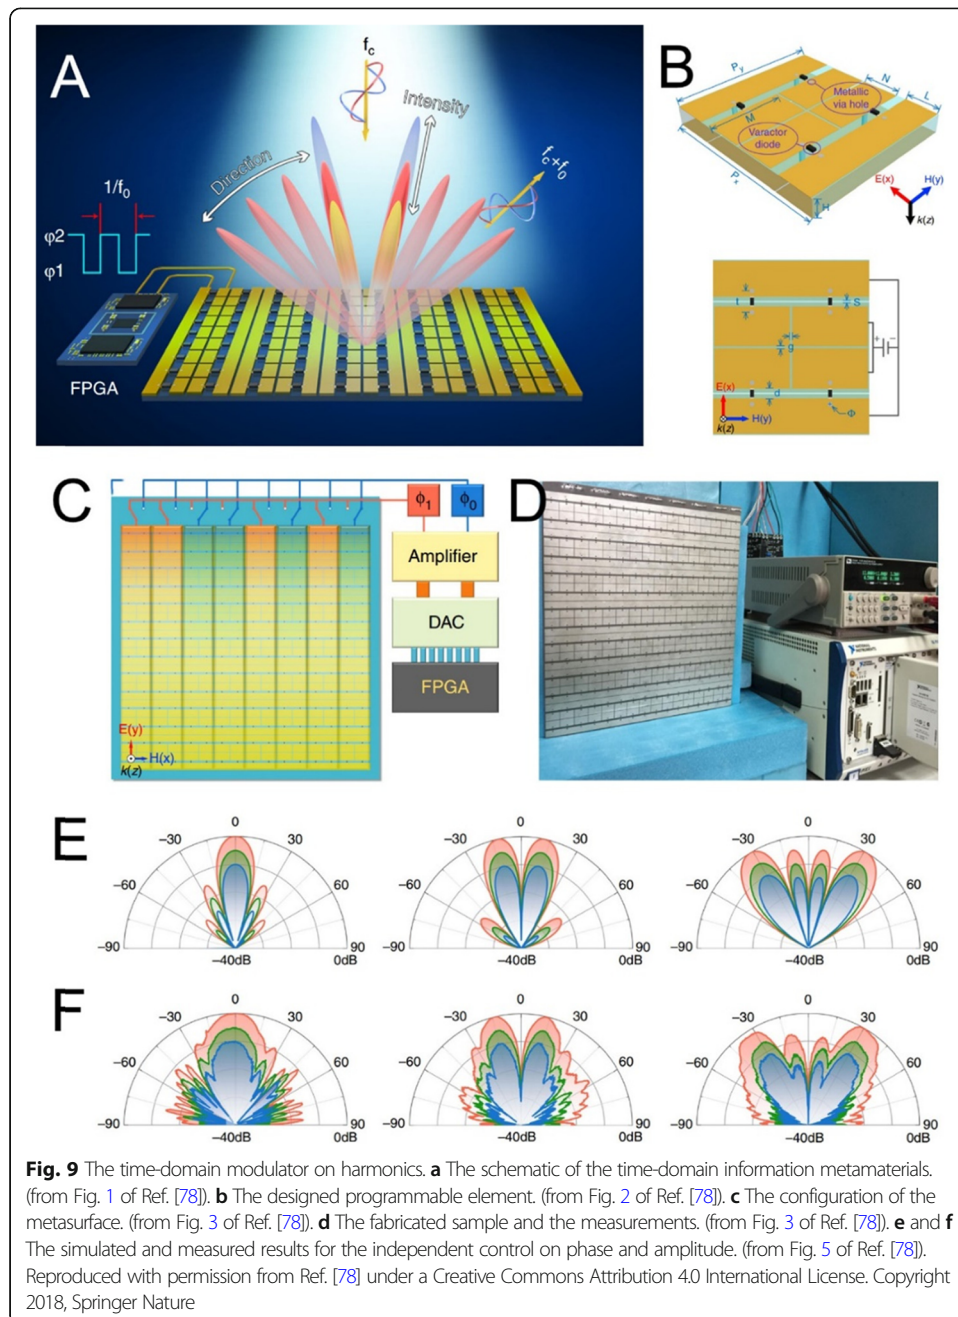 A
f_c
Intensity
Direction
f_c+f_0
1/f_0
φ2
φ1
FPGA
B
P_y
N
L
M
Metallic
via hole
Varactor
diode
P_x
H
E(x)
H(y)
k(z)
t
S
g
d
Φ
+
-
E(x)
k(z)
H(y)
C
ϕ_1
ϕ_0
Amplifier
DAC
FPGA
E(y)
H(x)
k(z)
D
NATIONAL
INSTRUMENTS
E
0
-30
30
-60
60
-90
90
-40dB
0dB
0
-30
30
-60
60
-90
90
-40dB
0dB
0
-30
30
-60
60
-90
90
-40dB
0dB
F
0
-30
30
-60
60
-90
90
-40dB
0dB
0
-30
30
-60
60
-90
90
-40dB
0dB
0
-30
30
-60
60
-90
90
-40dB
0dB
Fig. 9 The time-domain modulator on harmonics. a The schematic of the time-domain information metamaterials.
(from Fig. 1 of Ref. [78]). b The designed programmable element. (from Fig. 2 of Ref. [78]). c The configuration of the
metasurface. (from Fig. 3 of Ref. [78]). d The fabricated sample and the measurements. (from Fig. 3 of Ref. [78]). e and f
The simulated and measured results for the independent control on phase and amplitude. (from Fig. 5 of Ref. [78]).
Reproduced with permission from Ref. [78] under a Creative Commons Attribution 4.0 International License. Copyright
2018, Springer Nature